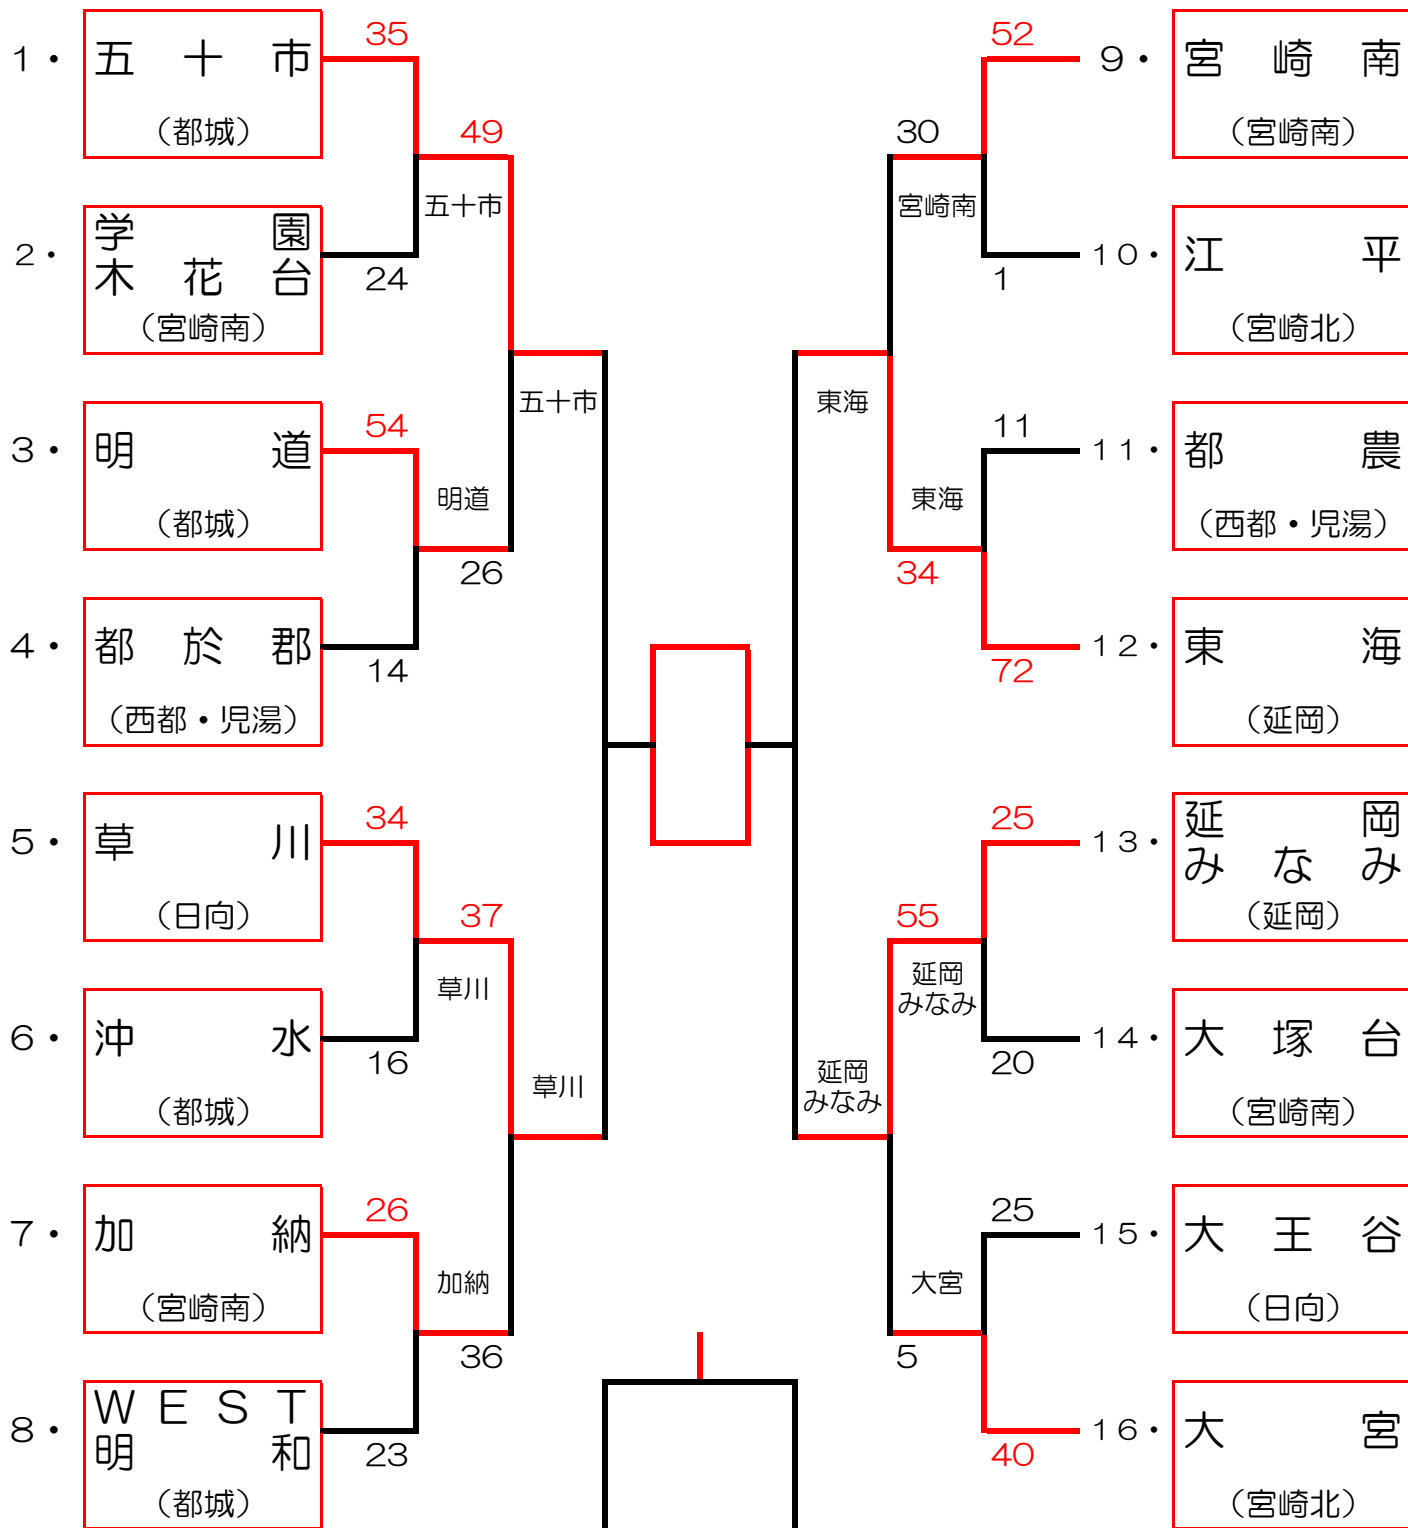 1・ 五十市
（都城）
35
49
五十市
2・ 学園
木花台
（宮崎南）
24
五十市
3・ 明道
（都城）
54
明道
26
4・ 都於郡
（西都・児湯）
14
5・ 草川
（日向）
34
37
草川
6・ 沖水
（都城）
16
草川
7・ 加納
（宮崎南）
26
加納
36
8・ WEST
明和
（都城）
23
52
9・ 宮崎南
（宮崎南）
30
宮崎南
1
10・ 江平
（宮崎北）
東海
11
11・ 都農
（西都・児湯）
東海
34
72
12・ 東海
（延岡）
25
13・ 延岡
みなみ
（延岡）
55
延岡
みなみ
20
14・ 大塚台
（宮崎南）
延岡
みなみ
25
15・ 大王谷
（日向）
大宮
5
40
16・ 大宮
（宮崎北）